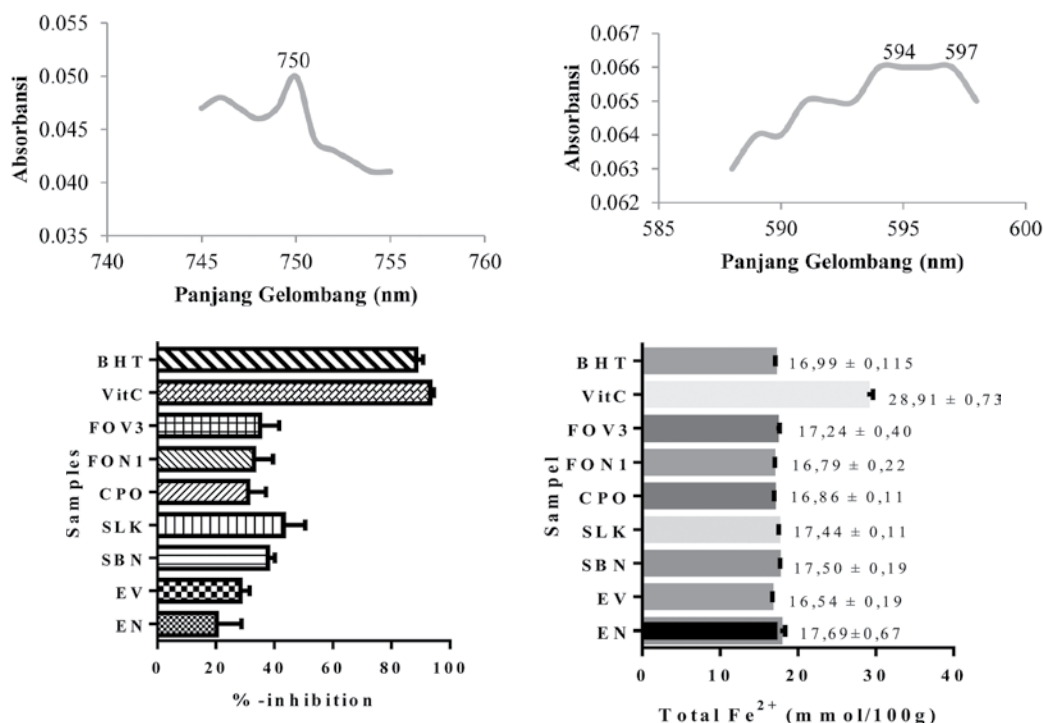 0.055
0.050
0.045
0.040
0.035
Absorbansi
750
740 745 750 755 760
Panjang Gelombang (nm)
0.067
0.066
0.065
0.064
0.063
0.062
Absorbansi
594 597
585 590 595 600
Panjang Gelombang (nm)
Samples
BHT
VitC
FOV3
FON1
CPO
SLK
SBN
EV
EN
0 20 40 60 80 100
% -inhibition
Sampel
BHT 16,99 ± 0,115
VitC 28,91 ± 0,73
FOV3 17,24 ± 0,40
FON1 16,79 ± 0,22
CPO 16,86 ± 0,11
SLK 17,44 ± 0,11
SBN 17,50 ± 0,19
EV 16,54 ± 0,19
EN 17,69±0,67
0 10 20 30 40
Total Fe²⁺ (mmol/100g)